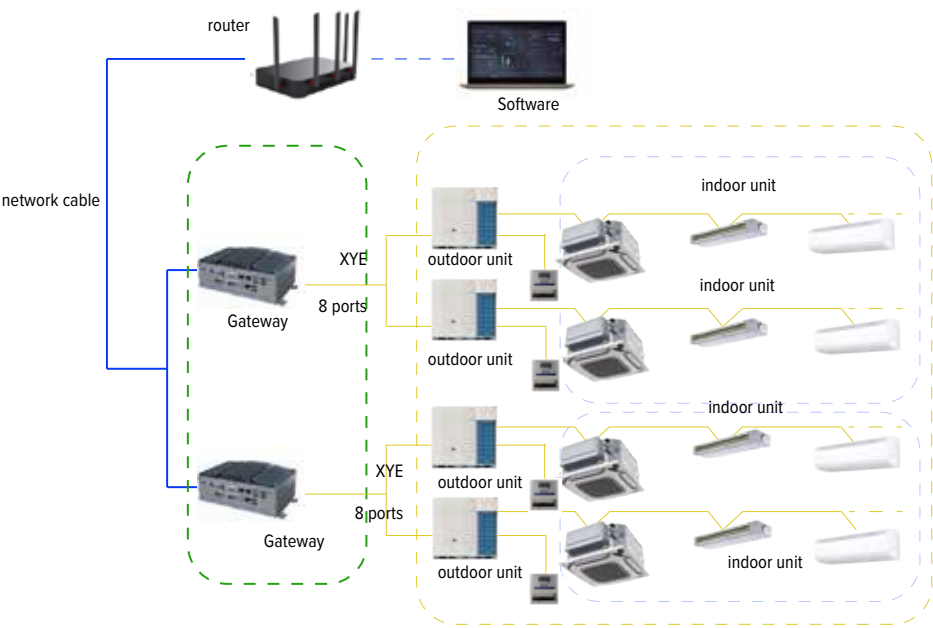 router
Software
network cable
indoor unit
XYE
outdoor unit
8 ports
Gateway
indoor unit
outdoor unit
indoor unit
XYE
outdoor unit
8 ports
Gateway
indoor unit
outdoor unit